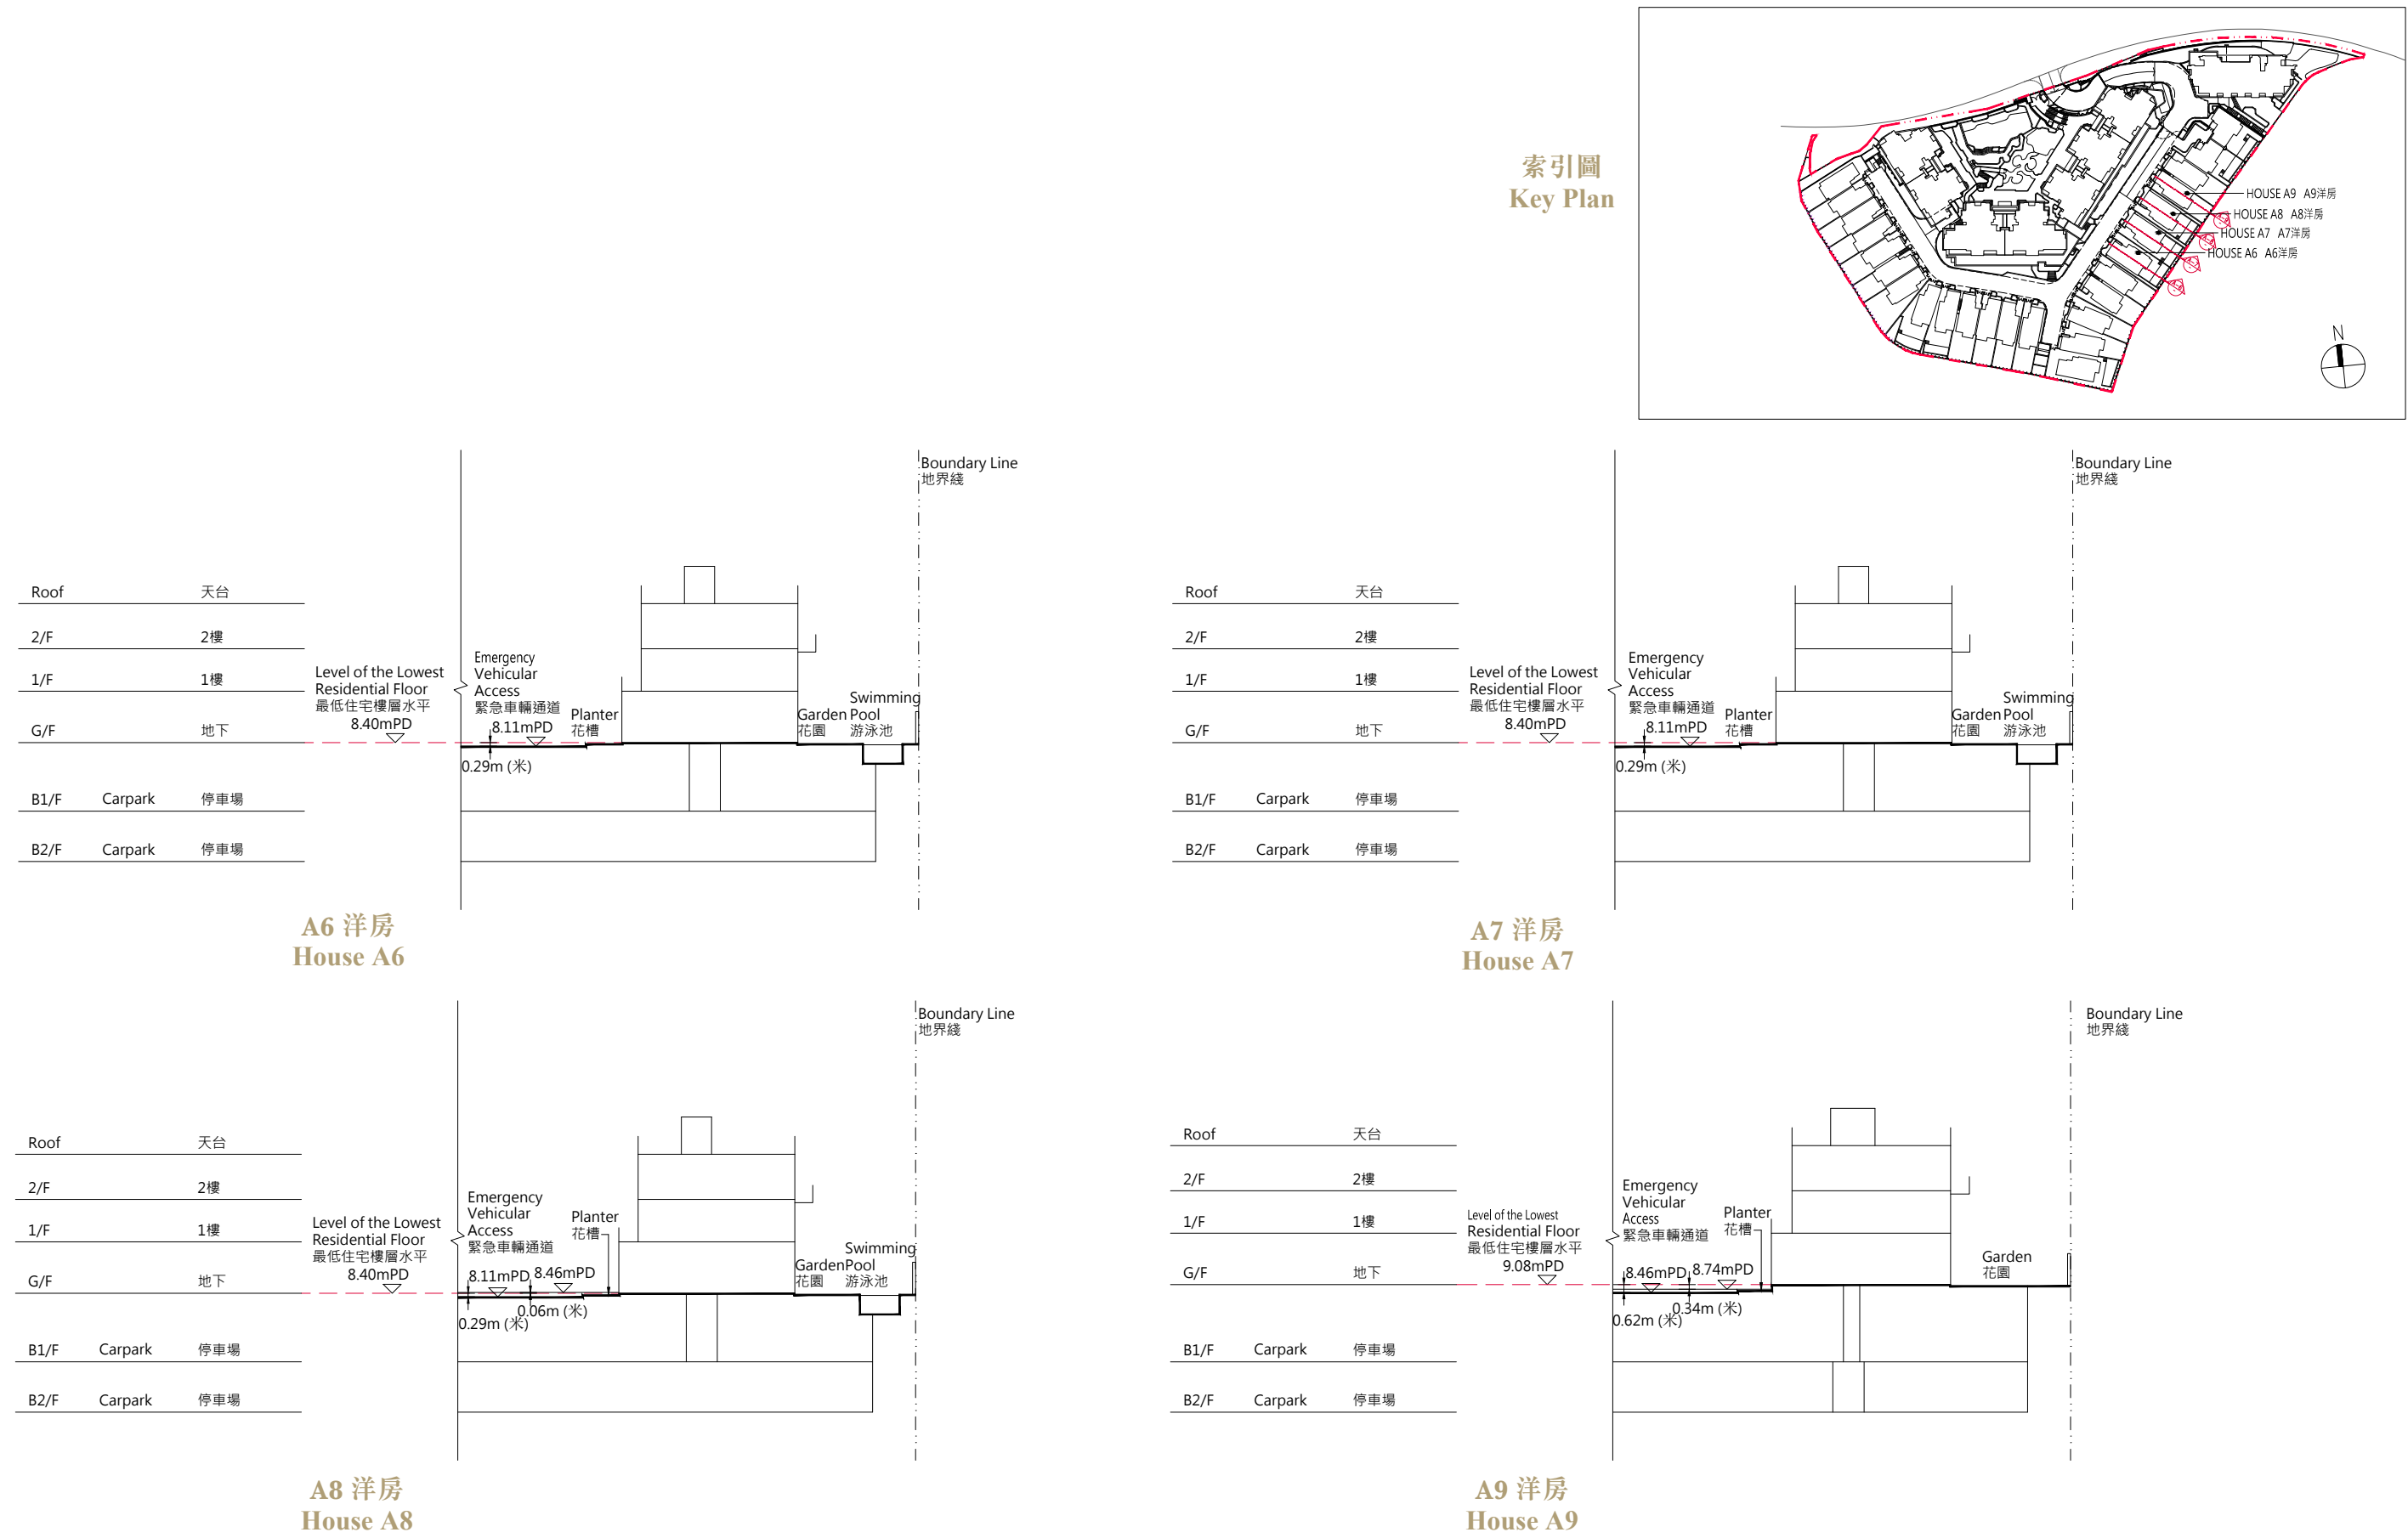 索引圖
Key Plan
HOUSE A9 A9洋房
HOUSE A8 A8洋房
HOUSE A7 A7洋房
HOUSE A6 A6洋房
N
Boundary Line
地界綫
Roof 天台
2/F 2樓
1/F 1樓
G/F 地下
B1/F Carpark 停車場
B2/F Carpark 停車場
Level of the Lowest
Residential Floor
最低住宅樓層水平
8.40mPD
Emergency
Vehicular
Access
緊急車輛通道
8.11mPD
0.29m (米)
Planter
花槽
Garden
花園
Swimming
Pool
游泳池
A6 洋房
House A6
Boundary Line
地界綫
Roof 天台
2/F 2樓
1/F 1樓
G/F 地下
B1/F Carpark 停車場
B2/F Carpark 停車場
Level of the Lowest
Residential Floor
最低住宅樓層水平
8.40mPD
Emergency
Vehicular
Access
緊急車輛通道
8.11mPD
0.29m (米)
Planter
花槽
Garden
花園
Swimming
Pool
游泳池
A7 洋房
House A7
Boundary Line
地界綫
Roof 天台
2/F 2樓
1/F 1樓
G/F 地下
B1/F Carpark 停車場
B2/F Carpark 停車場
Level of the Lowest
Residential Floor
最低住宅樓層水平
8.40mPD
Emergency
Vehicular
Access
緊急車輛通道
8.11mPD 8.46mPD
0.06m (米)
0.29m (米)
Planter
花槽
Garden
花園
Swimming
Pool
游泳池
A8 洋房
House A8
Boundary Line
地界綫
Roof 天台
2/F 2樓
1/F 1樓
G/F 地下
B1/F Carpark 停車場
B2/F Carpark 停車場
Level of the Lowest
Residential Floor
最低住宅樓層水平
9.08mPD
Emergency
Vehicular
Access
緊急車輛通道
8.46mPD 8.74mPD
0.34m (米)
0.62m (米)
Planter
花槽
Garden
花園
A9 洋房
House A9